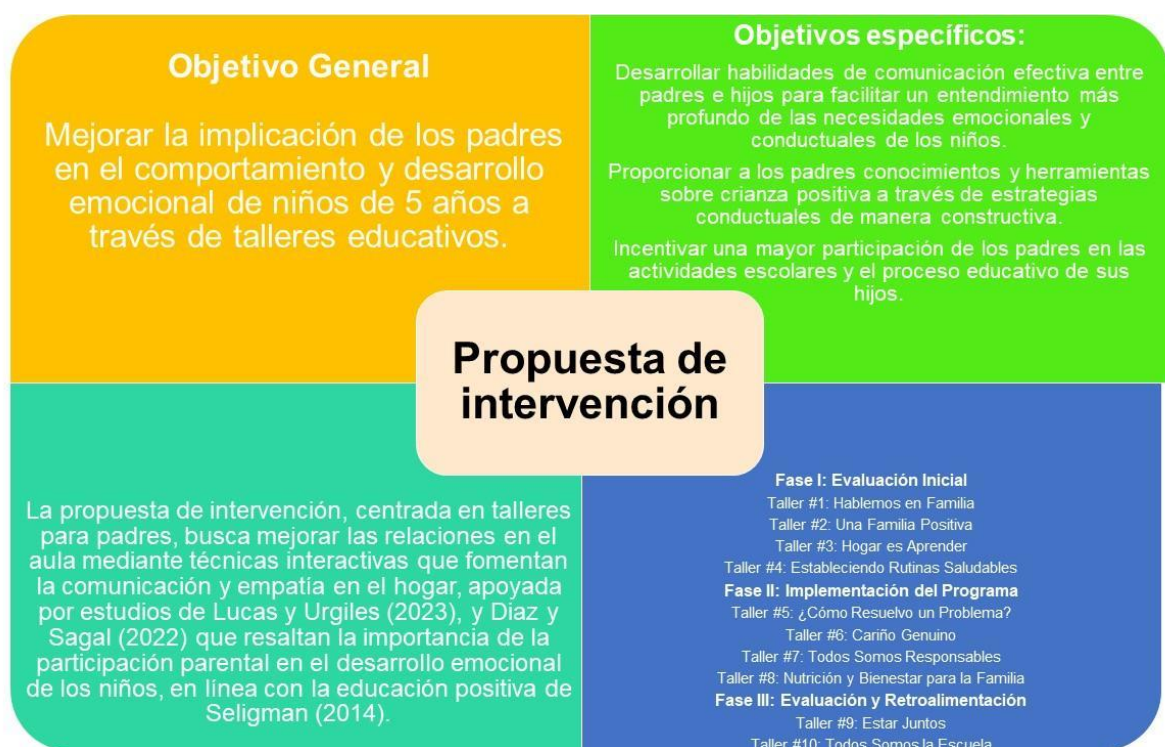 Objetivo General
Mejorar la implicación de los padres
en el comportamiento y desarrollo
emocional de niños de 5 años a
través de talleres educativos.
Objetivos específicos:
Desarrollar habilidades de comunicación efectiva entre
padres e hijos para facilitar un entendimiento más
profundo de las necesidades emocionales y
conductuales de los niños.
Proporcionar a los padres conocimientos y herramientas
sobre crianza positiva a través de estrategias
conductuales de manera constructiva.
Incentivar una mayor participación de los padres en las
actividades escolares y el proceso educativo de sus
hijos.
Propuesta de
intervención
La propuesta de intervención, centrada en talleres
para padres, busca mejorar las relaciones en el
aula mediante técnicas interactivas que fomentan
la comunicación y empatía en el hogar, apoyada
por estudios de Lucas y Urgiles (2023), y Diaz y
Sagal (2022) que resaltan la importancia de la
participación parental en el desarrollo emocional
de los niños, en línea con la educación positiva de
Seligman (2014).
Fase I: Evaluación Inicial
Taller #1: Hablemos en Familia
Taller #2: Una Familia Positiva
Taller #3: Hogar es Aprender
Taller #4: Estableciendo Rutinas Saludables
Fase II: Implementación del Programa
Taller #5: ¿Cómo Resuelvo un Problema?
Taller #6: Cariño Genuino
Taller #7: Todos Somos Responsables
Taller #8: Nutrición y Bienestar para la Familia
Fase III: Evaluación y Retroalimentación
Taller #9: Estar Juntos
Taller #10: Todos Somos la Escuela